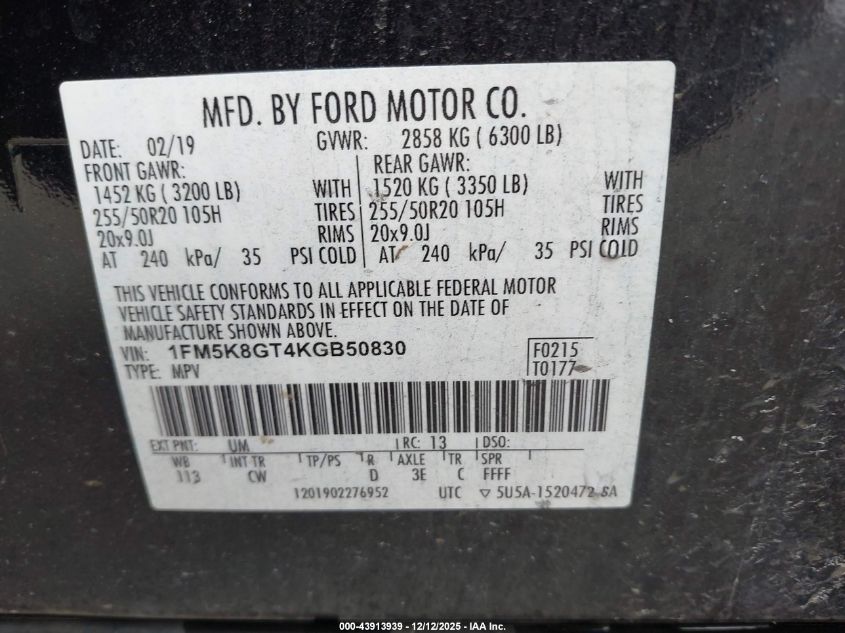 MFD. BY FORD MOTOR CO.
DATE: 02/19 GVWR: 2858 KG ( 6300 LB)
FRONT GAWR: REAR GAWR:
1452 KG ( 3200 LB) WITH 1520 KG ( 3350 LB) WITH
255/50R20 105H TIRES 255/50R20 105H TIRES
20x9.0J RIMS 20x9.0J RIMS
AT 240 kPa/ 35 PSI COLD AT 240 kPa/ 35 PSI COLD
THIS VEHICLE CONFORMS TO ALL APPLICABLE FEDERAL MOTOR
VEHICLE SAFETY STANDARDS IN EFFECT ON THE DATE OF
MANUFACTURE SHOWN ABOVE.
VIN: 1FM5K8GT4KGB50830 F0215
TYPE: MPV T0177
EXT PNT: UM RC: 13 DSO:
WB INT TR TP/PS R AXLE TR SPR
113 CW D 3E C FFFF
1201902276952 UTC ▽ 5U5A-1520472 SA
000-43913939 - 12/12/2025 - IAA Inc.